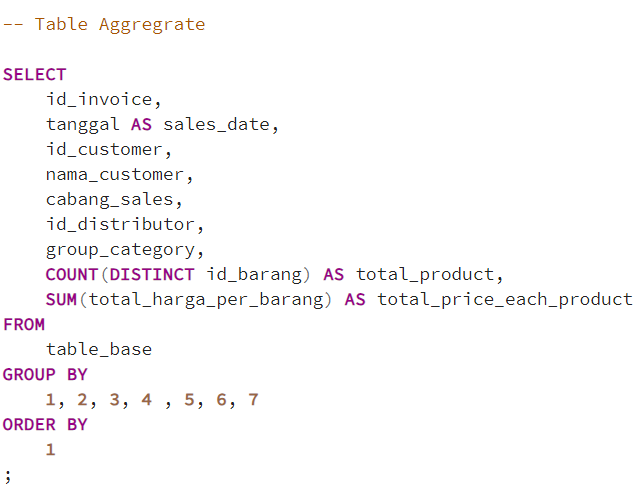 -- Table Aggregrate
SELECT
id_invoice,
tanggal AS sales_date,
id_customer,
nama_customer,
cabang_sales,
id_distributor,
group_category,
COUNT(DISTINCT id_barang) AS total_product,
SUM(total_harga_per_barang) AS total_price_each_product
FROM
table_base
GROUP BY
1, 2, 3, 4 , 5, 6, 7
ORDER BY
1
;